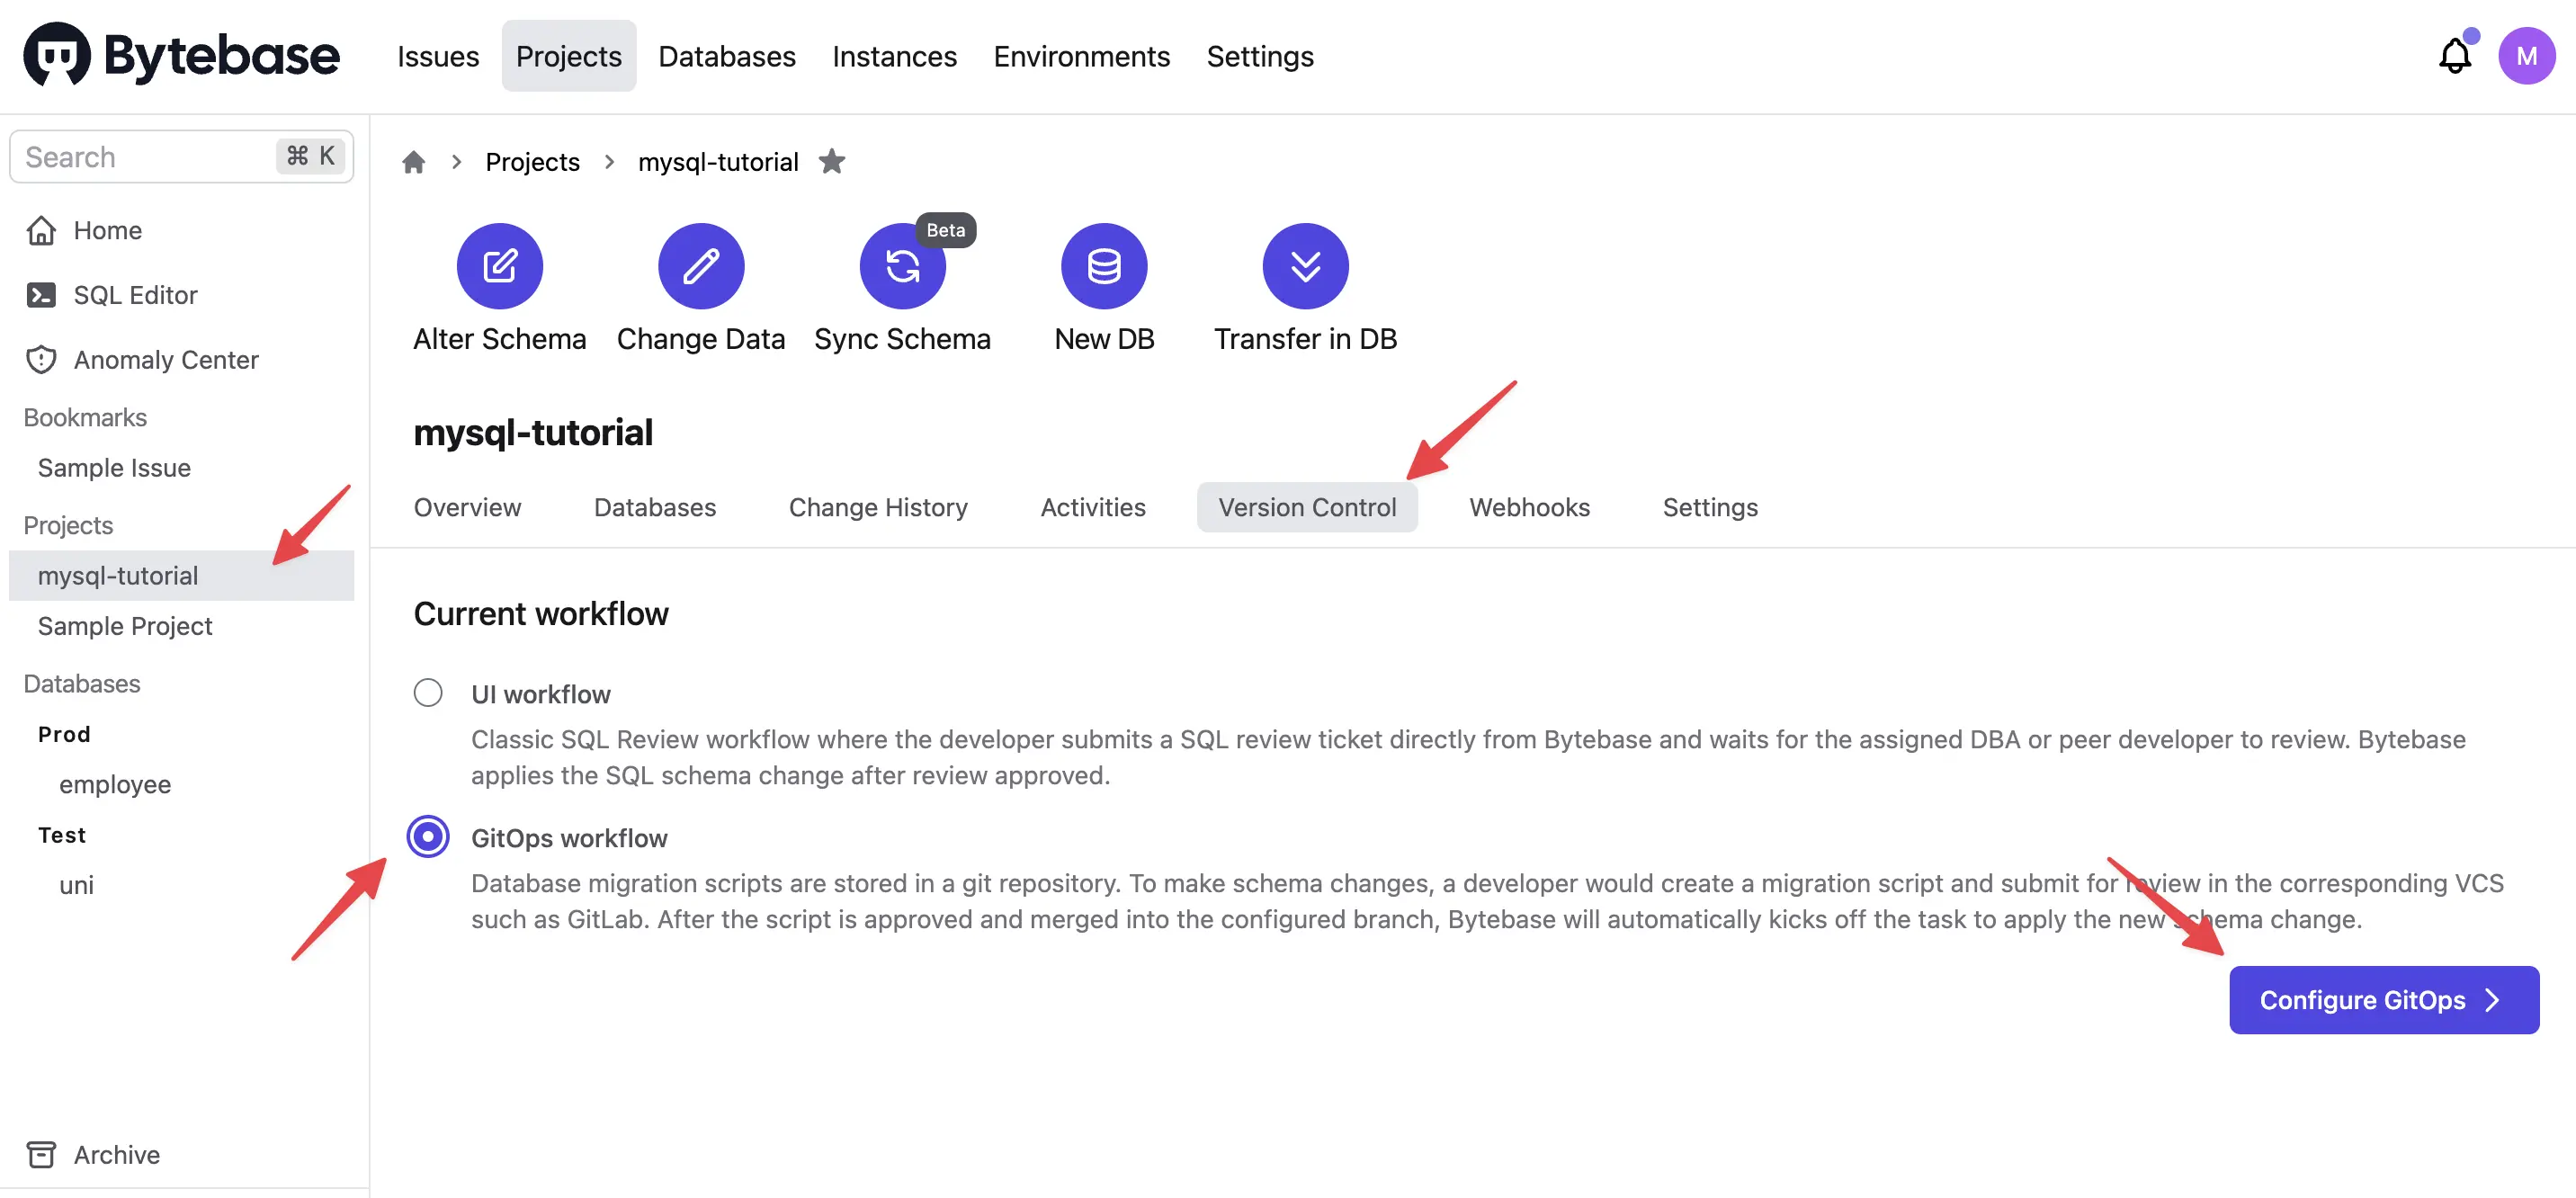 Bytebase
Issues
Projects
Databases
Instances
Environments
Settings
M
Search
⌘ K
Home
SQL Editor
Anomaly Center
Bookmarks
Sample Issue
Projects
mysql-tutorial
Sample Project
Databases
Prod
employee
Test
uni
Archive
Projects
mysql-tutorial
Beta
Alter Schema
Change Data
Sync Schema
New DB
Transfer in DB
mysql-tutorial
Overview
Databases
Change History
Activities
Version Control
Webhooks
Settings
Current workflow
UI workflow
Classic SQL Review workflow where the developer submits a SQL review ticket directly from Bytebase and waits for the assigned DBA or peer developer to review. Bytebase
applies the SQL schema change after review approved.
GitOps workflow
Database migration scripts are stored in a git repository. To make schema changes, a developer would create a migration script and submit for review in the corresponding VCS
such as GitLab. After the script is approved and merged into the configured branch, Bytebase will automatically kicks off the task to apply the new schema change.
Configure GitOps